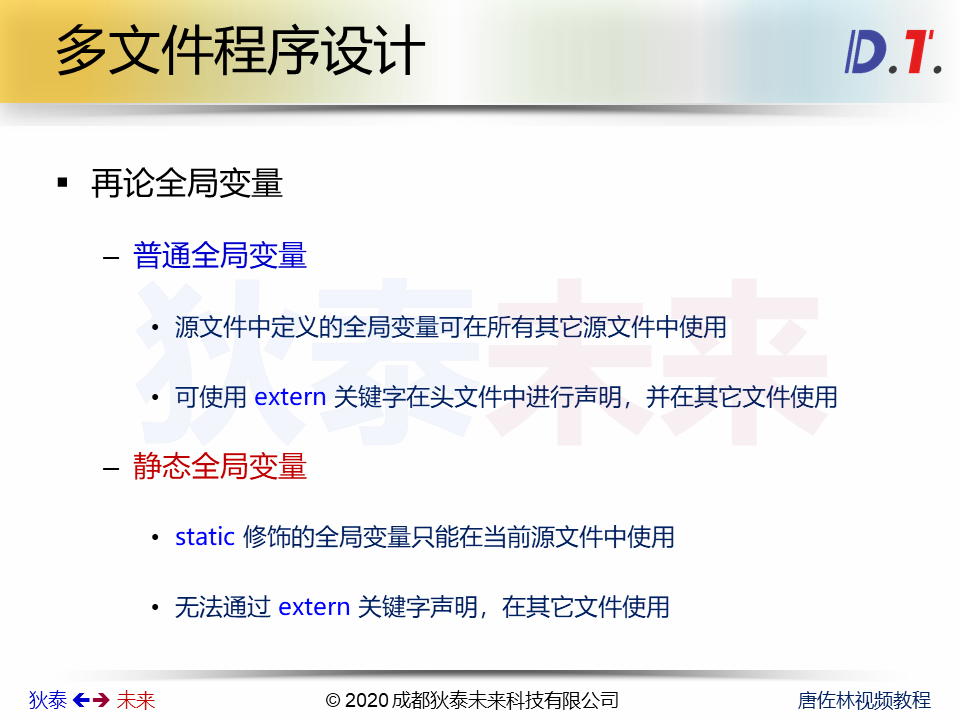 多文件程序设计
D.T.
▪ 再论全局变量
– 普通全局变量
• 源文件中定义的全局变量可在所有其它源文件中使用
• 可使用 extern 关键字在头文件中进行声明，并在其它文件使用
– 静态全局变量
• static 修饰的全局变量只能在当前源文件中使用
• 无法通过 extern 关键字声明，在其它文件使用
狄泰未来
狄泰 🡸🡺 未来
© 2020 成都狄泰未来科技有限公司
唐佐林视频教程